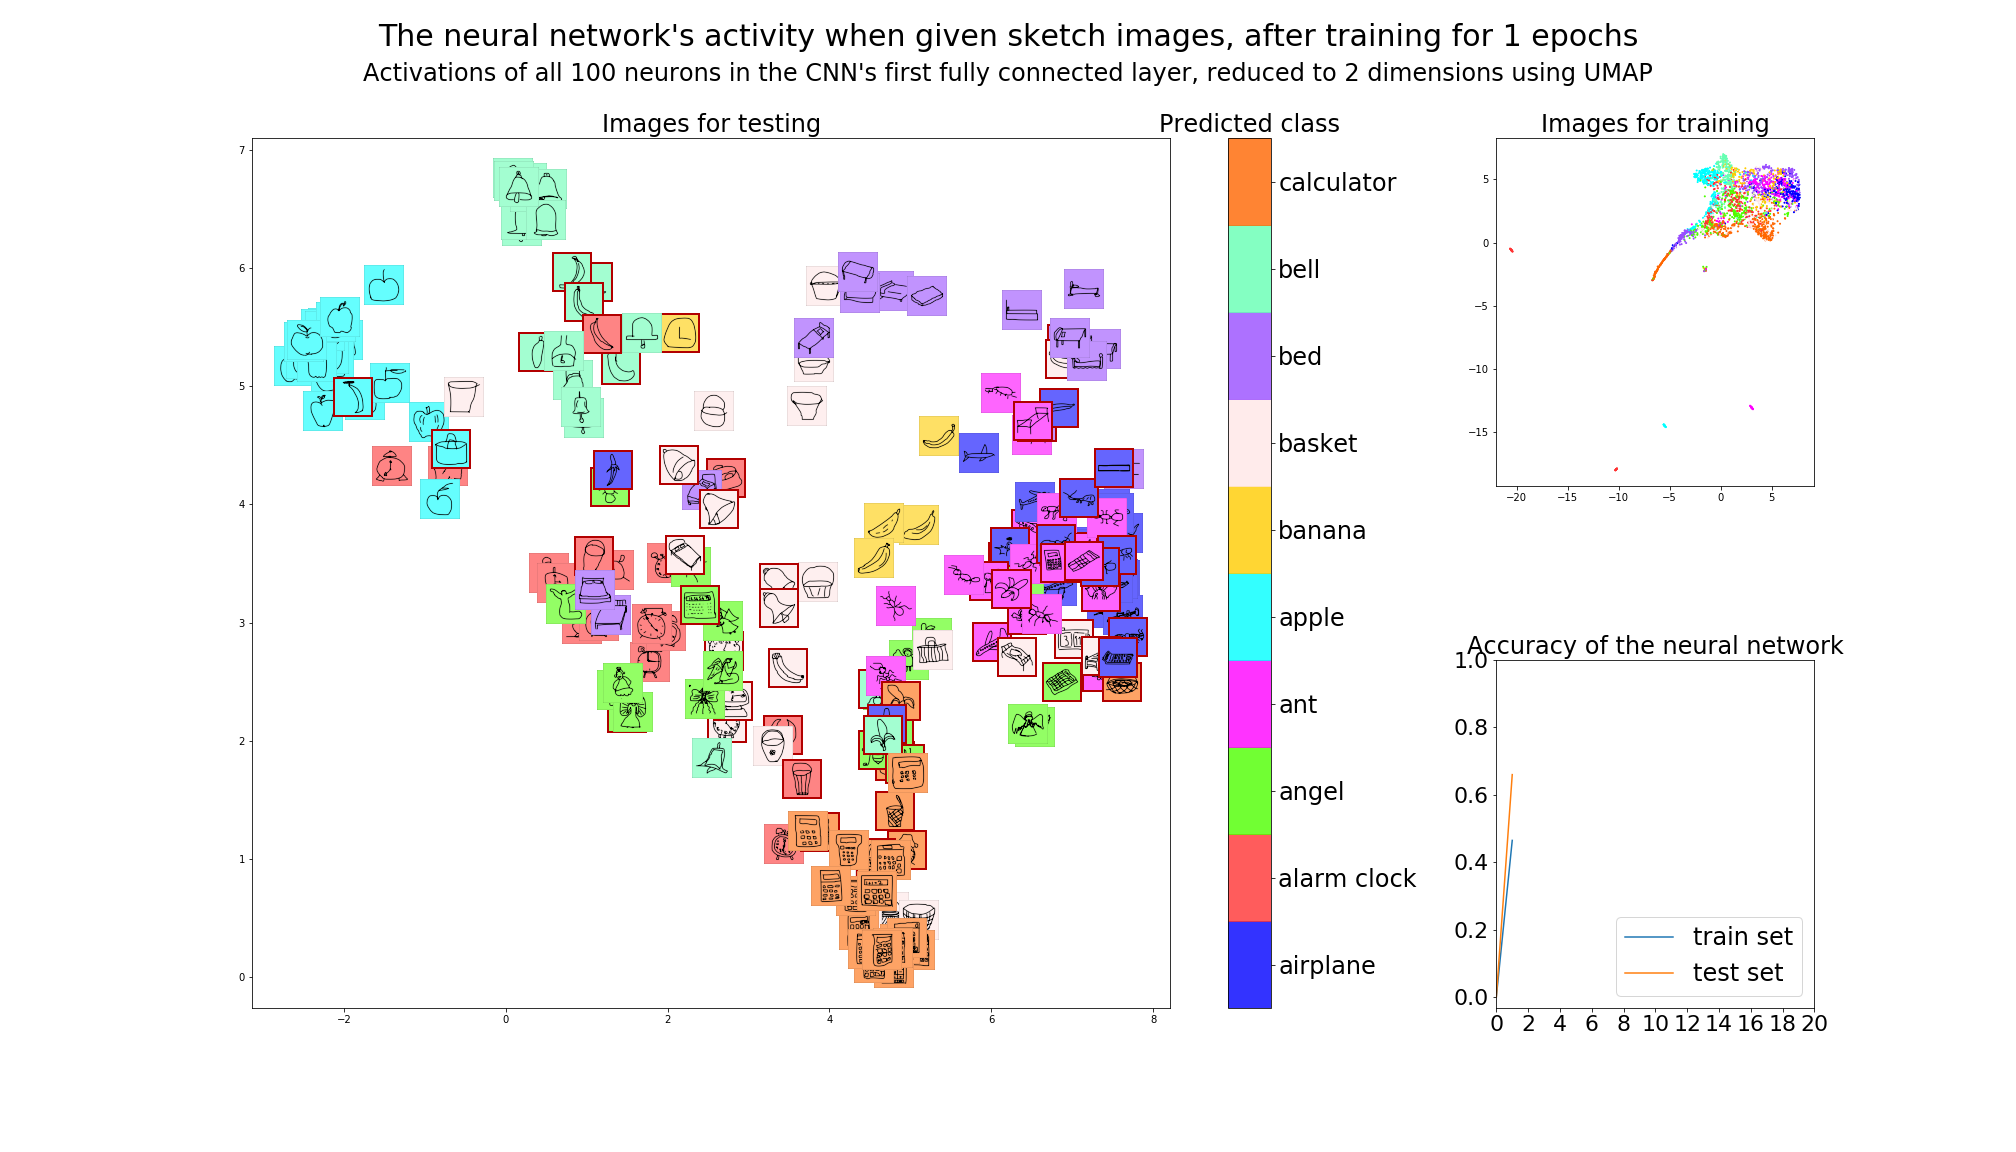 The neural network's activity when given sketch images, after training for 1 epochs
Activations of all 100 neurons in the CNN's first fully connected layer, reduced to 2 dimensions using UMAP
Images for testing
7
6
5
4
3
2
1
0
−2
0
2
4
6
8
Predicted class
calculator
bell
bed
basket
banana
apple
ant
angel
alarm clock
airplane
Images for training
5
0
−5
−10
−15
−20
−15
−10
−5
0
5
Accuracy of the neural network
1.0
0.8
0.6
0.4
0.2
0.0
train set
test set
0 2 4 6 8 10 12 14 16 18 20